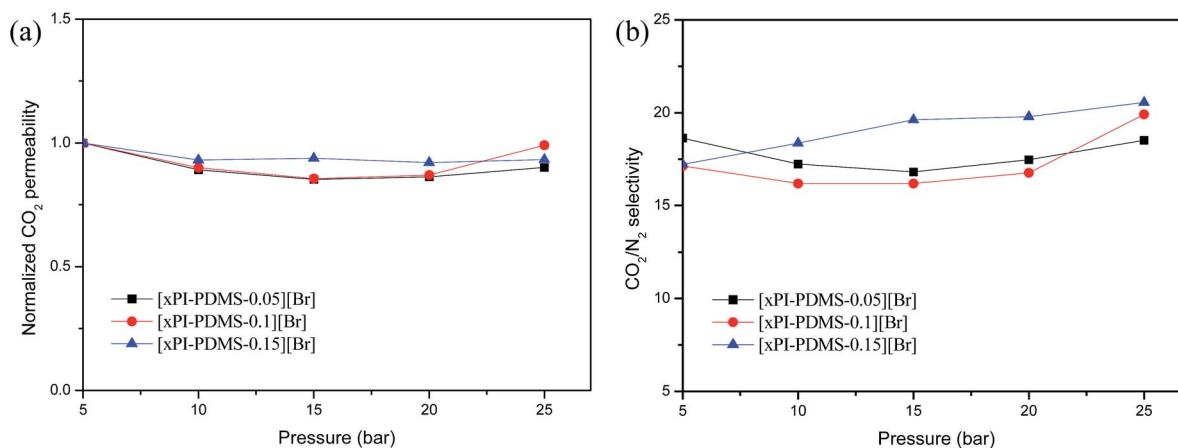 (a)
1.5
1.0
0.5
0.0
Normalized CO₂ permeability
[xPI-PDMS-0.05][Br]
[xPI-PDMS-0.1][Br]
[xPI-PDMS-0.15][Br]
5 10 15 20 25
Pressure (bar)
(b)
25
20
15
10
5
CO₂/N₂ selectivity
[xPI-PDMS-0.05][Br]
[xPI-PDMS-0.1][Br]
[xPI-PDMS-0.15][Br]
5 10 15 20 25
Pressure (bar)